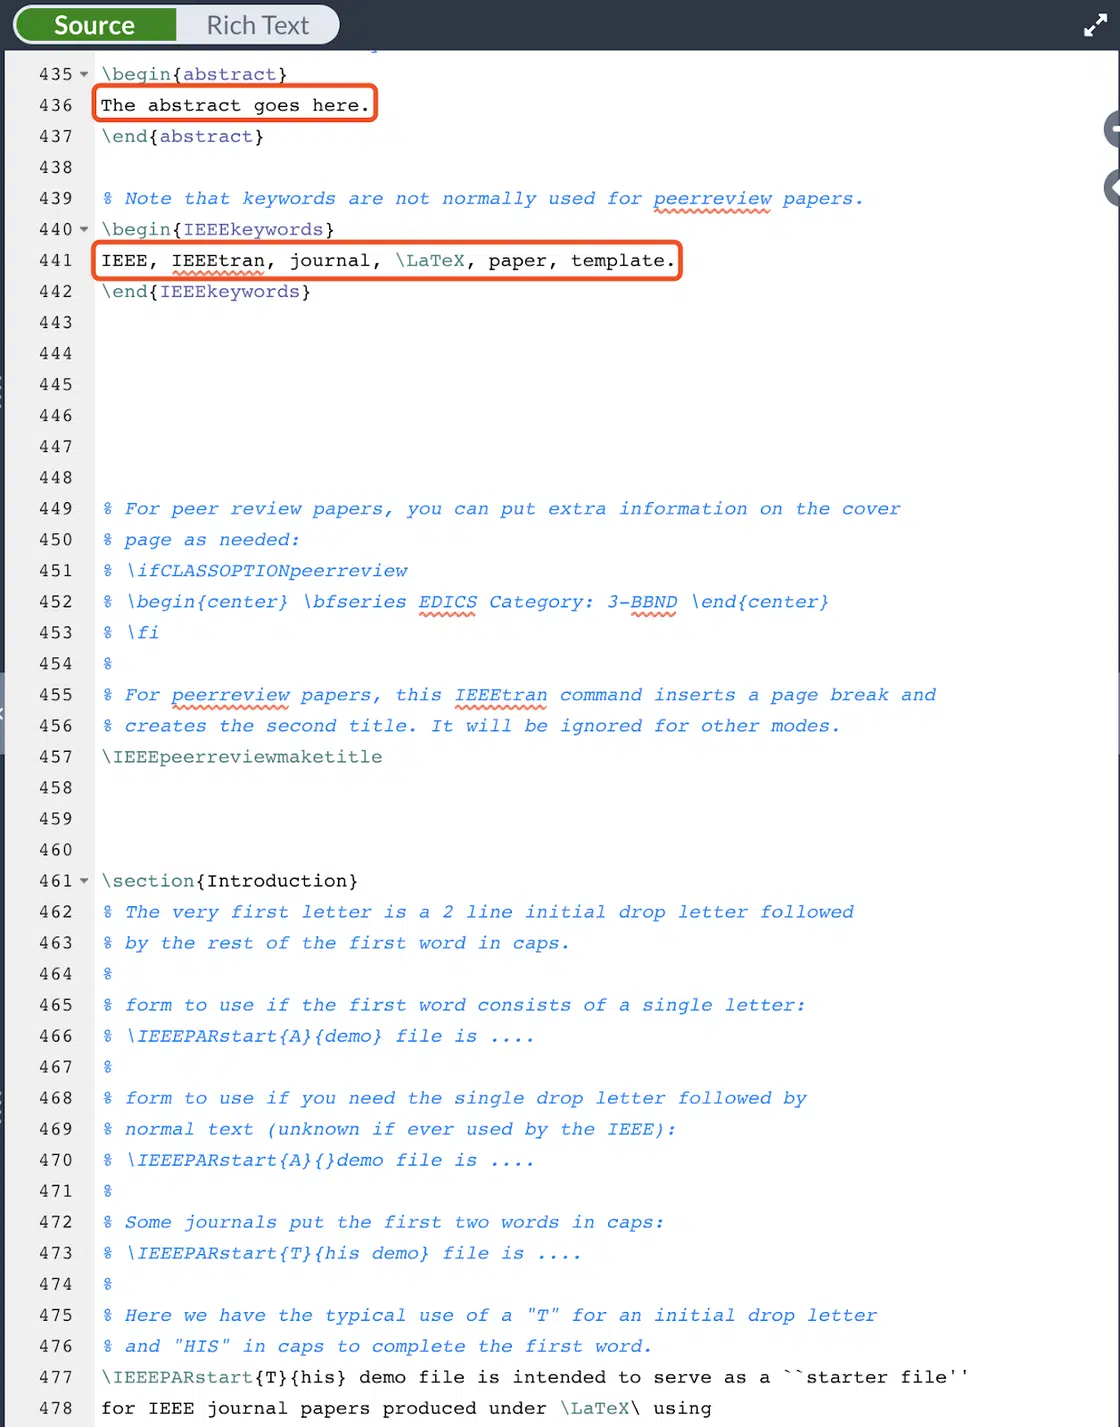 Source Rich Text
435 \begin{abstract}
436 The abstract goes here.
437 \end{abstract}
438
439 % Note that keywords are not normally used for peerreview papers.
440 \begin{IEEEkeywords}
441 IEEE, IEEEtran, journal, \LaTeX, paper, template.
442 \end{IEEEkeywords}
443
444
445
446
447
448
449 % For peer review papers, you can put extra information on the cover
450 % page as needed:
451 % \ifCLASSOPTIONpeerreview
452 % \begin{center} \bfseries EDICS Category: 3-BBND \end{center}
453 % \fi
454 %
455 % For peerreview papers, this IEEEtran command inserts a page break and
456 % creates the second title. It will be ignored for other modes.
457 \IEEEpeerreviewmaketitle
458
459
460
461 \section{Introduction}
462 % The very first letter is a 2 line initial drop letter followed
463 % by the rest of the first word in caps.
464 %
465 % form to use if the first word consists of a single letter:
466 % \IEEEPARstart{A}{demo} file is ....
467 %
468 % form to use if you need the single drop letter followed by
469 % normal text (unknown if ever used by the IEEE):
470 % \IEEEPARstart{A}{}demo file is ....
471 %
472 % Some journals put the first two words in caps:
473 % \IEEEPARstart{T}{his demo} file is ....
474 %
475 % Here we have the typical use of a "T" for an initial drop letter
476 % and "HIS" in caps to complete the first word.
477 \IEEEPARstart{T}{his} demo file is intended to serve as a ``starter file''
478 for IEEE journal papers produced under \LaTeX\ using